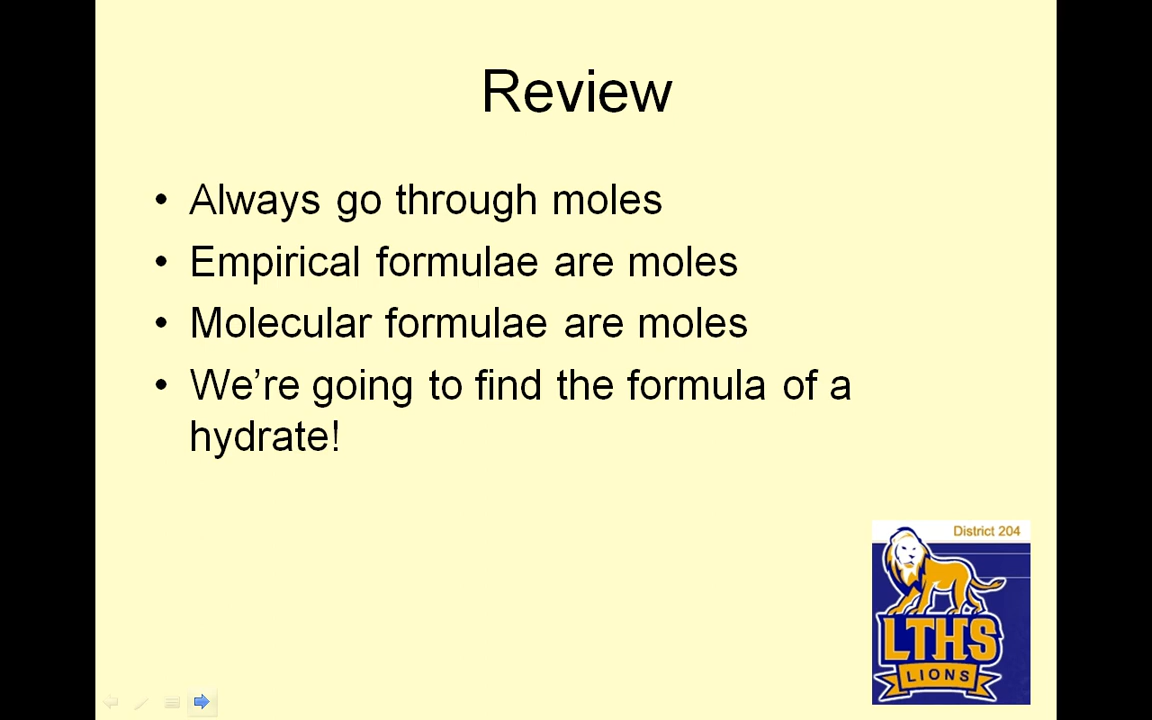 Review
• Always go through moles
• Empirical formulae are moles
• Molecular formulae are moles
• We’re going to find the formula of a
hydrate!
District 204
LTHS
LIONS